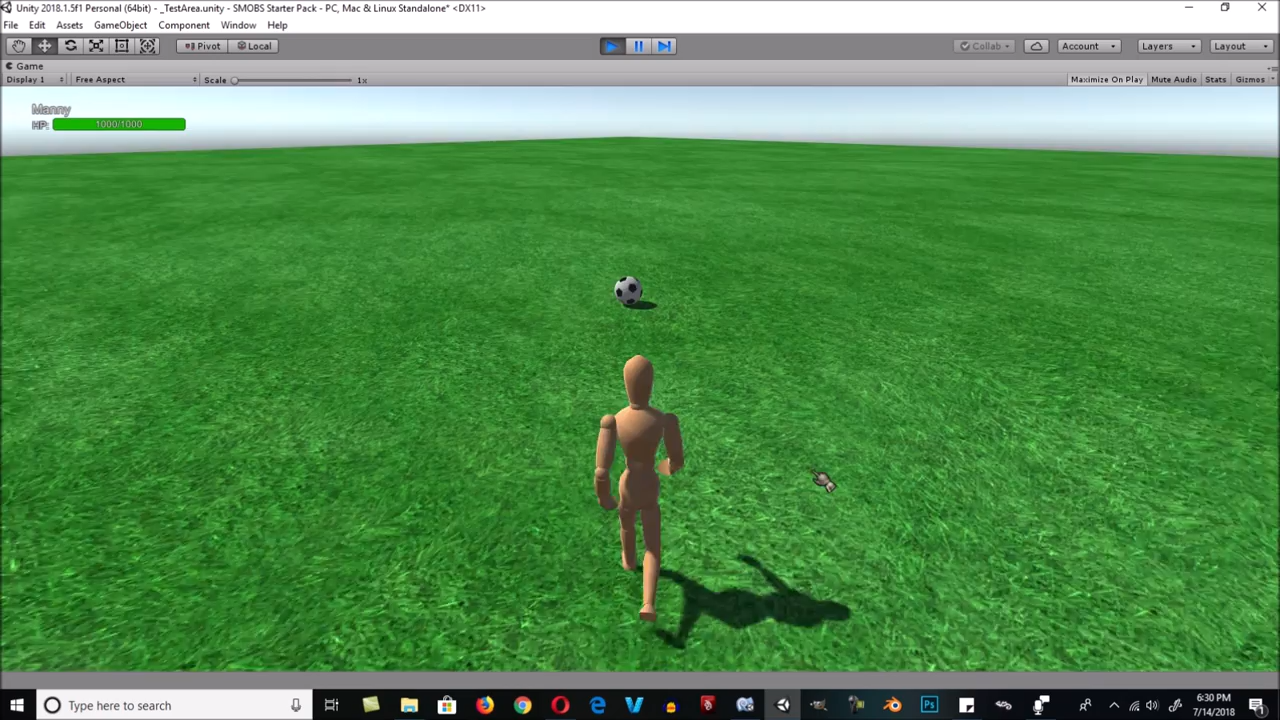 Unity 2018.1.5f1 Personal (64bit) - _TestArea.unity - SMOBS Starter Pack - PC, Mac & Linux Standalone* <DX11>
File Edit Assets GameObject Component Window Help
Pivot Local Collab Account Layers Layout
Game
Display 1 Free Aspect Scale 1x Maximize On Play Mute Audio Stats Gizmos
Manny
HP: 1000/1000
Type here to search
Ps
6:30 PM
7/14/2018
1